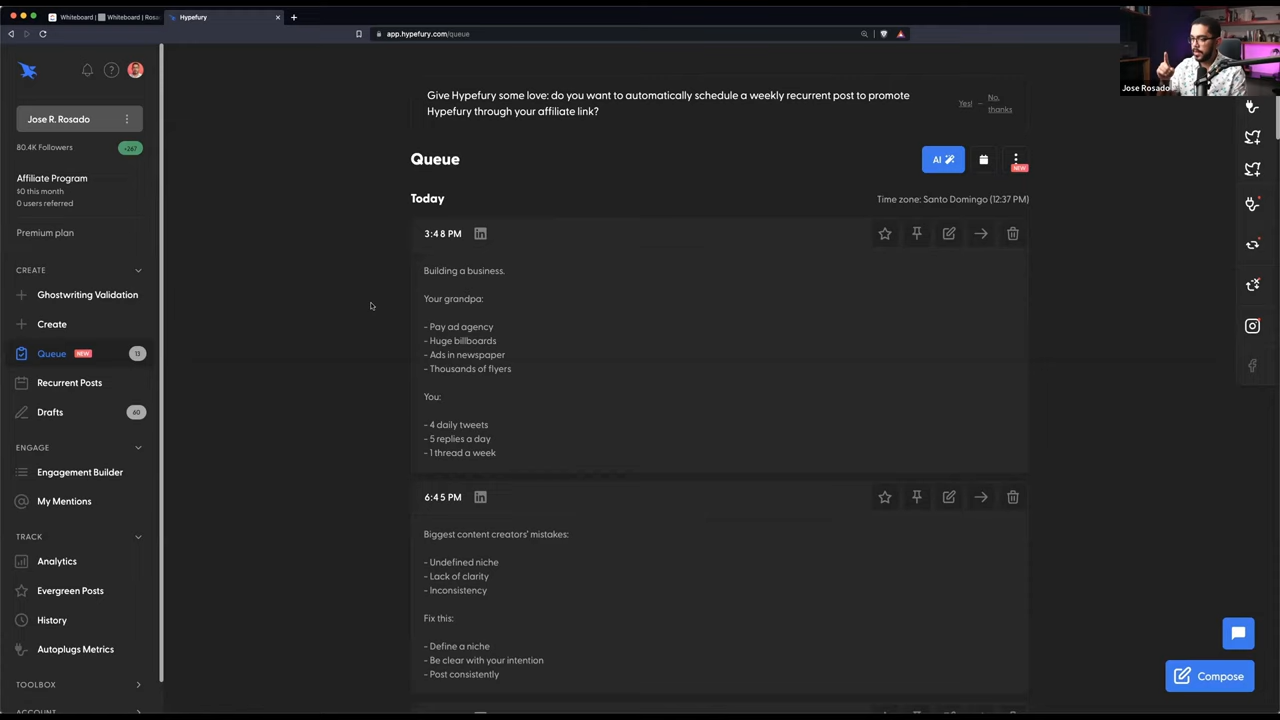 Whiteboard |
Whiteboard | Rosa
Hypefury
app.hypefury.com/queue
Jose Rosado
Jose R. Rosado
80.4K Followers
+267
Affiliate Program
$0 this month
0 users referred
Premium plan
CREATE
Ghostwriting Validation
Create
Queue NEW 13
Recurrent Posts
Drafts 60
ENGAGE
Engagement Builder
My Mentions
TRACK
Analytics
Evergreen Posts
History
Autoplugs Metrics
TOOLBOX
ACCOUNT
Give Hypefury some love: do you want to automatically schedule a weekly recurrent post to promote
Hypefury through your affiliate link?
Yes! – No, thanks
Queue
AI
NEW
Today
Time zone: Santo Domingo (12:37 PM)
3:48 PM
Building a business.
Your grandpa:
- Pay ad agency
- Huge billboards
- Ads in newspaper
- Thousands of flyers
You:
- 4 daily tweets
- 5 replies a day
- 1 thread a week
6:45 PM
Biggest content creators' mistakes:
- Undefined niche
- Lack of clarity
- Inconsistency
Fix this:
- Define a niche
- Be clear with your intention
- Post consistently
Compose